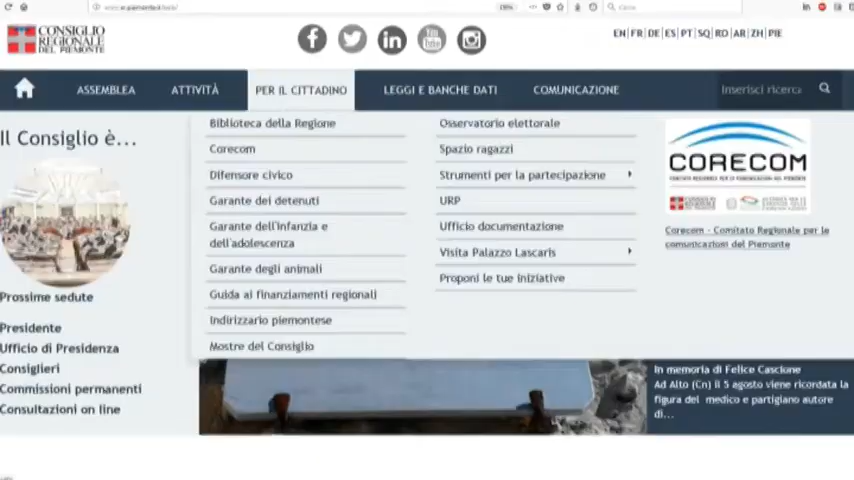 CONSIGLIO
REGIONALE
DEL PIEMONTE
EN|FR|DE|ES|PT|SQ|RO|AR|ZH|PIE
ASSEMBLEA
ATTIVITÀ
PER IL CITTADINO
LEGGI E BANCHE DATI
COMUNICAZIONE
Inserisci ricerca
Il Consiglio è...
Prossime sedute
Presidente
Ufficio di Presidenza
Consiglieri
Commissioni permanenti
Consultazioni on line
Biblioteca della Regione
Corecom
Difensore civico
Garante dei detenuti
Garante dell'infanzia e
dell'adolescenza
Garante degli animali
Guida ai finanziamenti regionali
Indirizzario piemontese
Mostre del Consiglio
Osservatorio elettorale
Spazio ragazzi
Strumenti per la partecipazione
URP
Ufficio documentazione
Visita Palazzo Lascaris
Proponi le tue iniziative
CORECOM
Corecom - Comitato Regionale per le
comunicazioni del Piemonte
In memoria di Felice Cascione
Ad Alto (Cn) il 5 agosto viene ricordata la
figura del medico e partigiano autore
di...